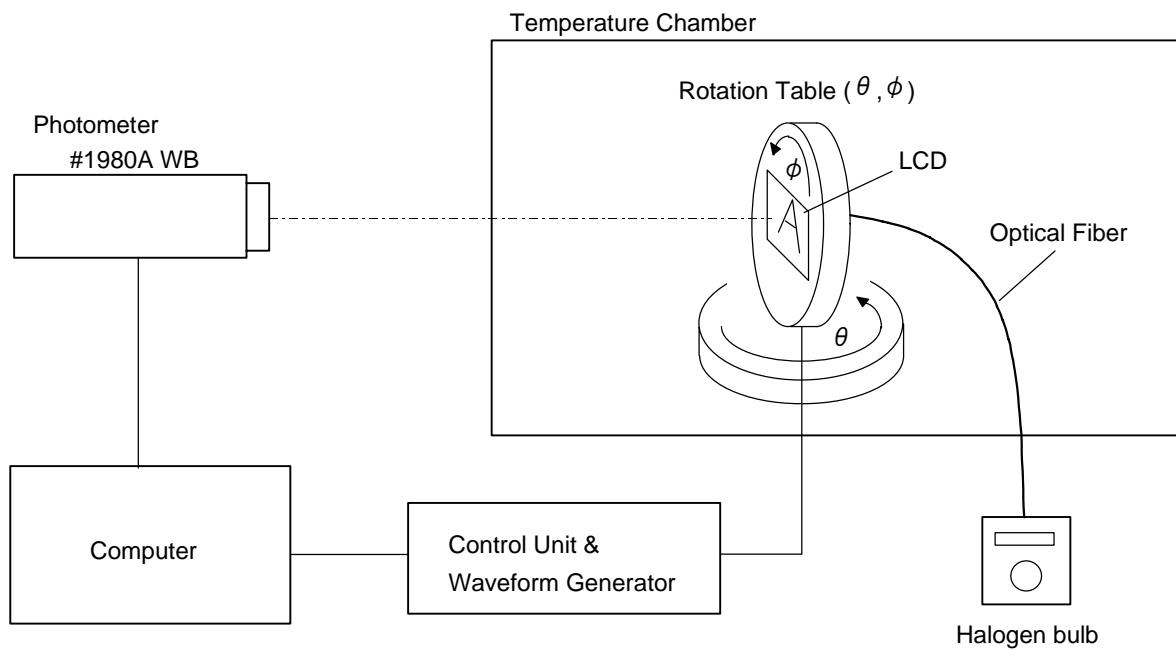 Temperature Chamber
Rotation Table ( θ , φ )
Photometer
#1980A WB
φ
LCD
A
Optical Fiber
θ
Computer
Control Unit &
Waveform Generator
Halogen bulb